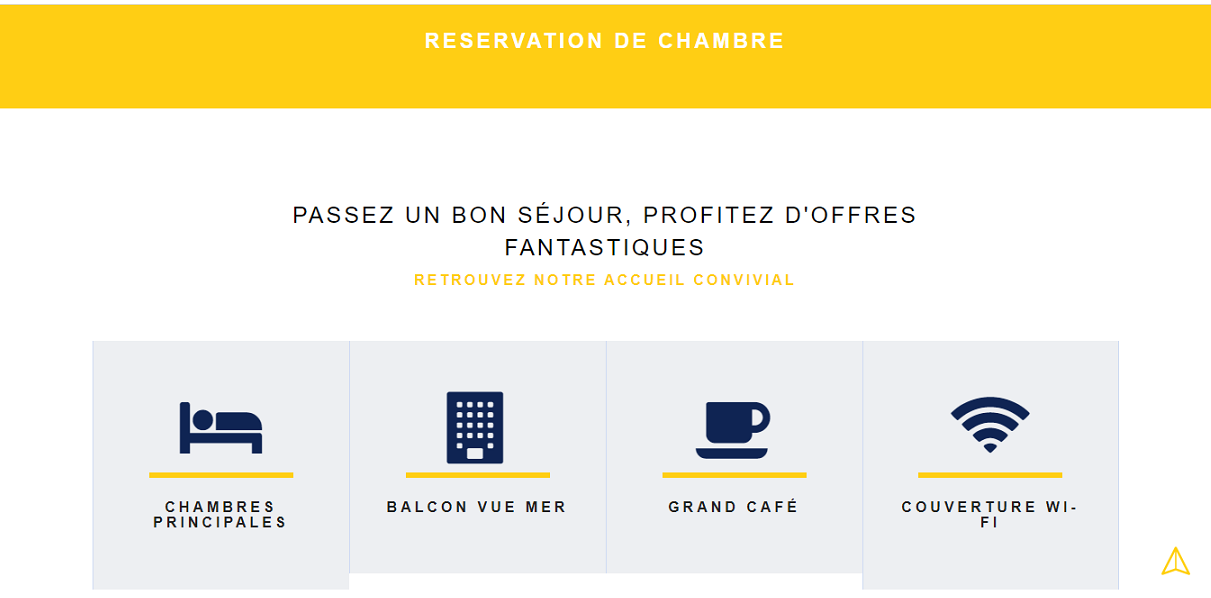 RESERVATION DE CHAMBRE
PASSEZ UN BON SÉJOUR, PROFITEZ D'OFFRES
FANTASTIQUES
RETROUVEZ NOTRE ACCUEIL CONVIVIAL
CHAMBRES
PRINCIPALES
BALCON VUE MER
GRAND CAFÉ
COUVERTURE WI-
FI